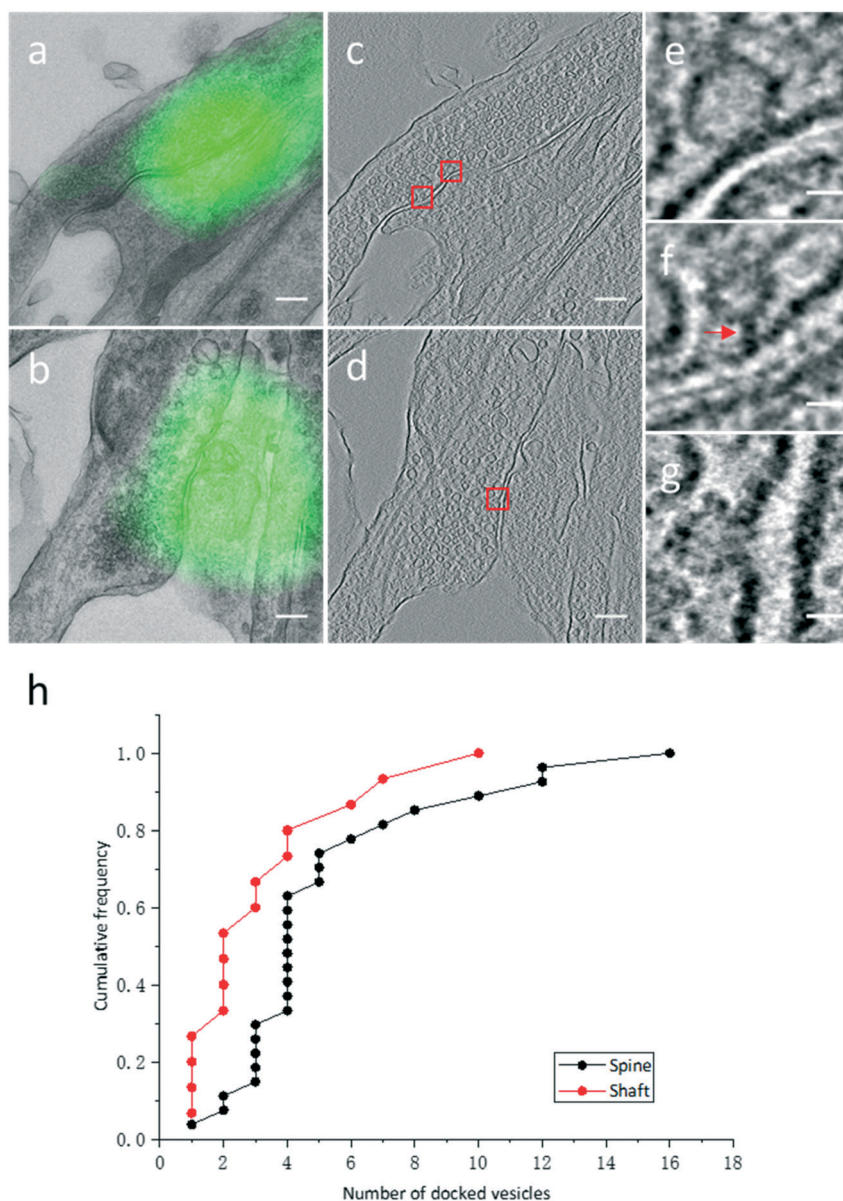 a
c
e
f
b
d
g
h
1.0
0.8
0.6
0.4
0.2
0.0
Cumulative frequency
0 2 4 6 8 10 12 14 16 18
Number of docked vesicles
Spine
Shaft